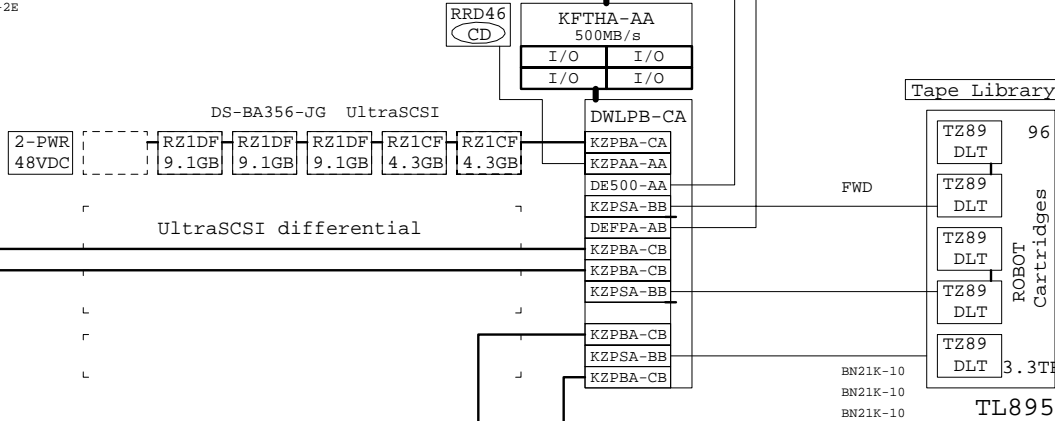 -2E
RRD46
CD
KFTHA-AA
500MB/s
I/O I/O
I/O I/O
DS-BA356-JG UltraSCSI
DWLPB-CA
Tape Library
2-PWR
48VDC
RZ1DF
9.1GB
RZ1DF
9.1GB
RZ1DF
9.1GB
RZ1CF
4.3GB
RZ1CF
4.3GB
KZPBA-CA
KZPAA-AA
DE500-AA
KZPSA-BB
DEFPA-AB
KZPBA-CB
KZPBA-CB
KZPSA-BB
KZPBA-CB
KZPSA-BB
KZPBA-CB
UltraSCSI differential
FWD
TZ89
DLT
TZ89
DLT
TZ89
DLT
TZ89
DLT
TZ89
DLT
96
ROBOT
Cartridges
3.3TB
BN21K-10
BN21K-10
BN21K-10
TL895